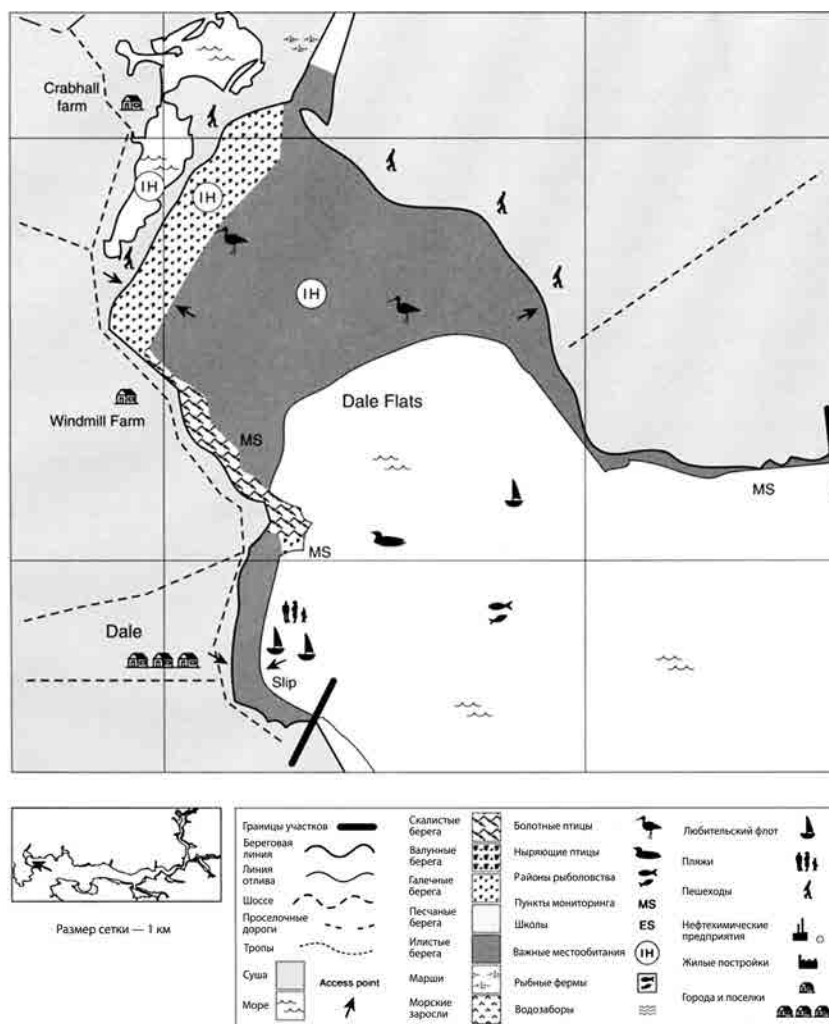 Crabhall
farm
IH
IH
IH
Windmill Farm
Dale Flats
MS
MS
MS
Dale
Slip
Размер сетки — 1 км
Границы участков
Береговая
линия
Линия
отлива
Шоссе
Проселочные
дороги
Тропы
Суша
Море
Access point
Скалистые
берега
Валунные
берега
Галечные
берега
Песчаные
берега
Илистые
берега
Марши
Морские
заросли
Болотные птицы
Ныряющие птицы
Районы рыболовства
Пункты мониторинга
MS
Школы
ES
Важные местообитания
IH
Рыбные фермы
Водозаборы
Любительский флот
Пляжи
Пешеходы
Нефтехимические
предприятия
Жилые постройки
Города и поселки